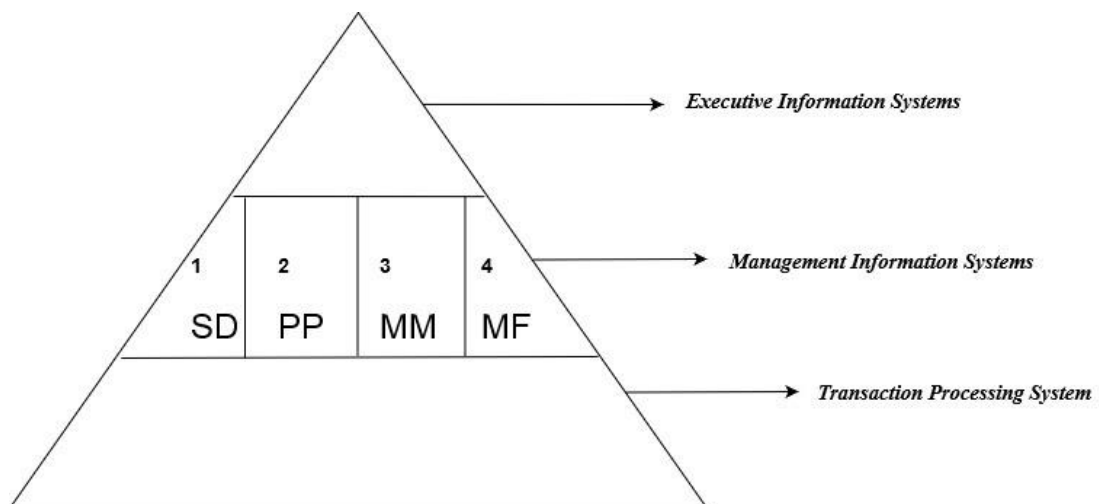 Executive Information Systems
1 2 3 4
Management Information Systems
SD PP MM MF
Transaction Processing System